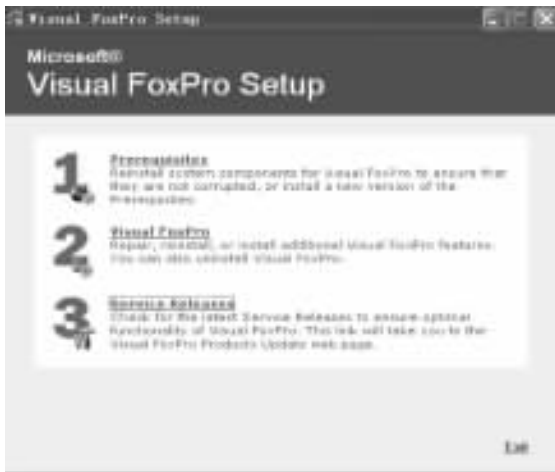 Visual FoxPro Setup
Microsoft®
Visual FoxPro Setup
1 Prerequisites
Reinstall system components for Visual FoxPro to ensure that
they are not corrupted, or install a new version of the
Prerequisites.
2 Visual FoxPro
Repair, reinstall, or install additional Visual FoxPro features.
You can also uninstall Visual FoxPro.
3 Service Releases
Check for the latest Service Releases to ensure optimal
functionality of Visual FoxPro. This link will take you to the
Visual FoxPro Products Update web page.
Exit